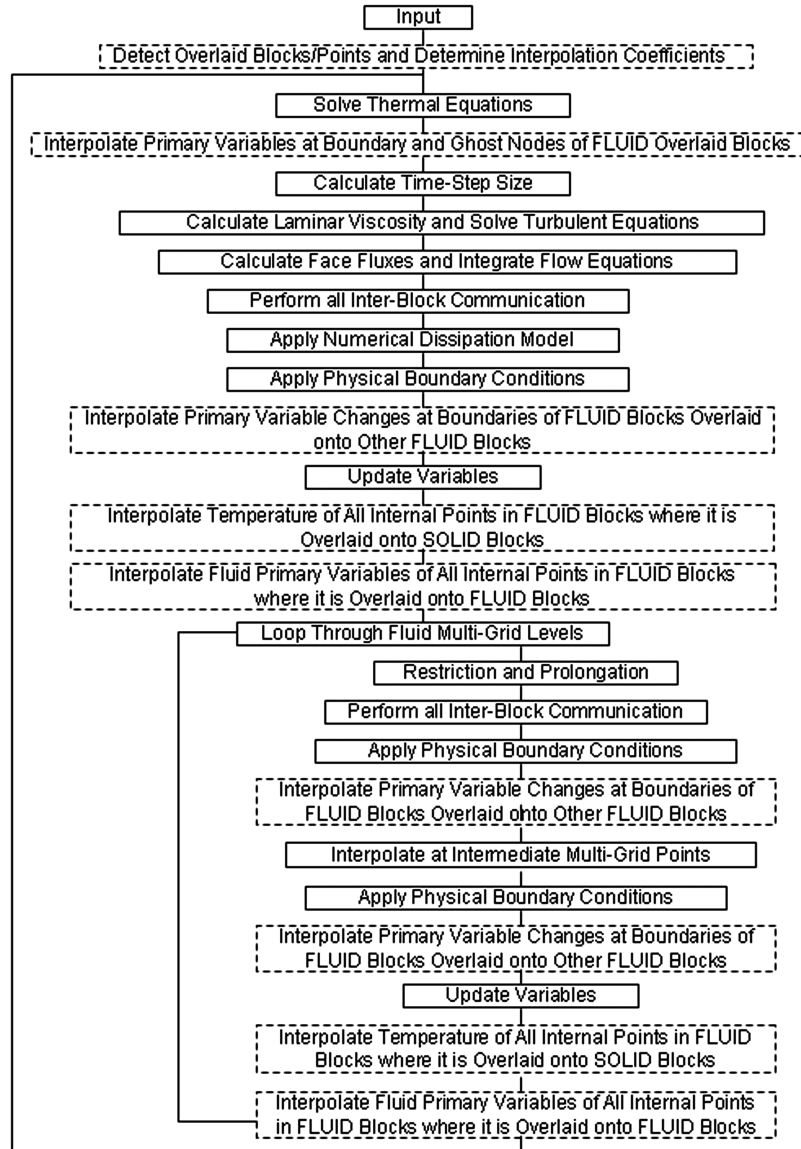 Input
Detect Overlaid Blocks/Points and Determine Interpolation Coefficients
Solve Thermal Equations
Interpolate Primary Variables at Boundary and Ghost Nodes of FLUID Overlaid Blocks
Calculate Time-Step Size
Calculate Laminar Viscosity and Solve Turbulent Equations
Calculate Face Fluxes and Integrate Flow Equations
Perform all Inter-Block Communication
Apply Numerical Dissipation Model
Apply Physical Boundary Conditions
Interpolate Primary Variable Changes at Boundaries of FLUID Blocks Overlaid
onto Other FLUID Blocks
Update Variables
Interpolate Temperature of All Internal Points in FLUID Blocks where it is
Overlaid onto SOLID Blocks
Interpolate Fluid Primary Variables of All Internal Points in FLUID Blocks
where it is Overlaid onto FLUID Blocks
Loop Through Fluid Multi-Grid Levels
Restriction and Prolongation
Perform all Inter-Block Communication
Apply Physical Boundary Conditions
Interpolate Primary Variable Changes at Boundaries of
FLUID Blocks Overlaid onto Other FLUID Blocks
Interpolate at Intermediate Multi-Grid Points
Apply Physical Boundary Conditions
Interpolate Primary Variable Changes at Boundaries of
FLUID Blocks Overlaid onto Other FLUID Blocks
Update Variables
Interpolate Temperature of All Internal Points in FLUID
Blocks where it is Overlaid onto SOLID Blocks
Interpolate Fluid Primary Variables of All Internal Points
in FLUID Blocks where it is Overlaid onto FLUID Blocks